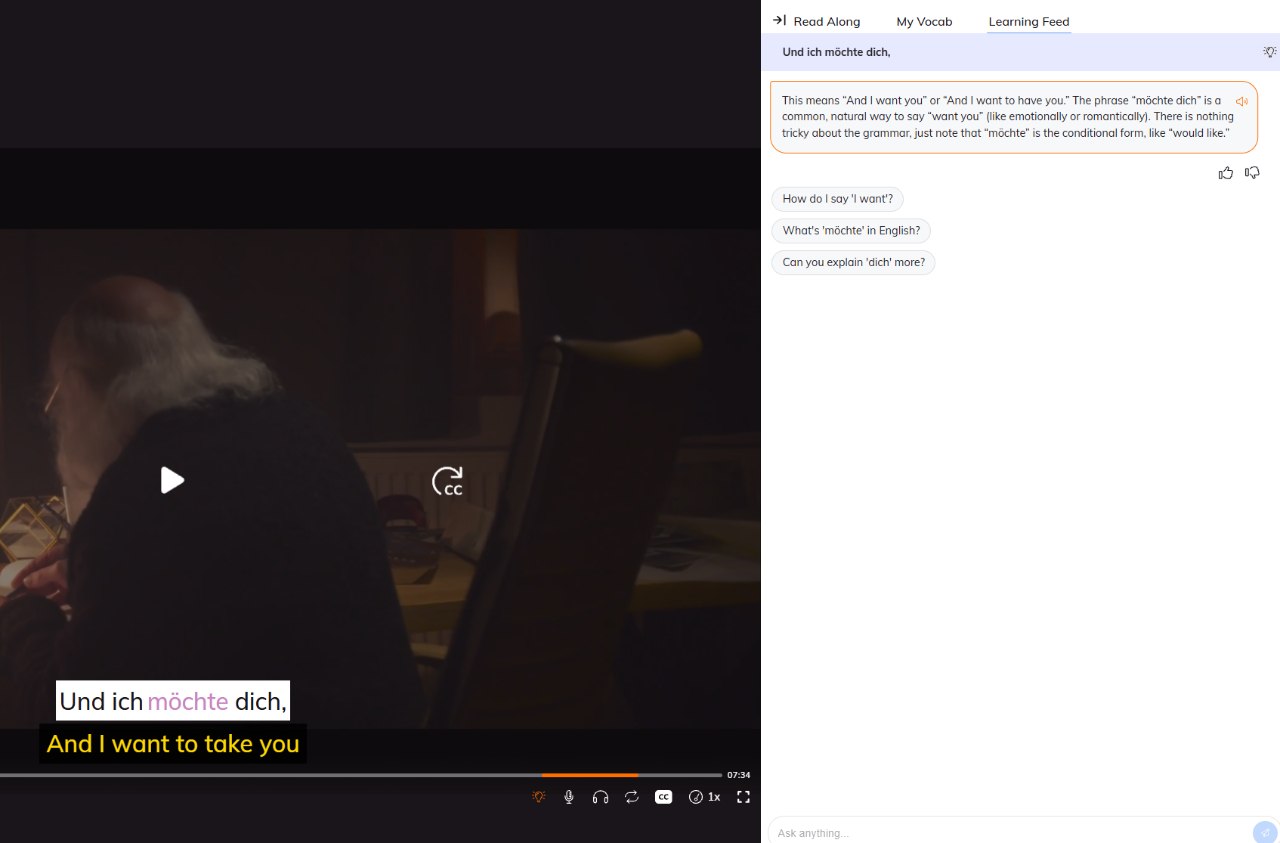 Read Along My Vocab Learning Feed
Und ich möchte dich,
This means “And I want you” or “And I want to have you.” The phrase “möchte dich” is a
common, natural way to say “want you” (like emotionally or romantically). There is nothing
tricky about the grammar, just note that “möchte” is the conditional form, like “would like.”
How do I say 'I want'?
What's 'möchte' in English?
Can you explain 'dich' more?
CC
Und ich möchte dich,
And I want to take you
07:34
CC 1x
Ask anything...